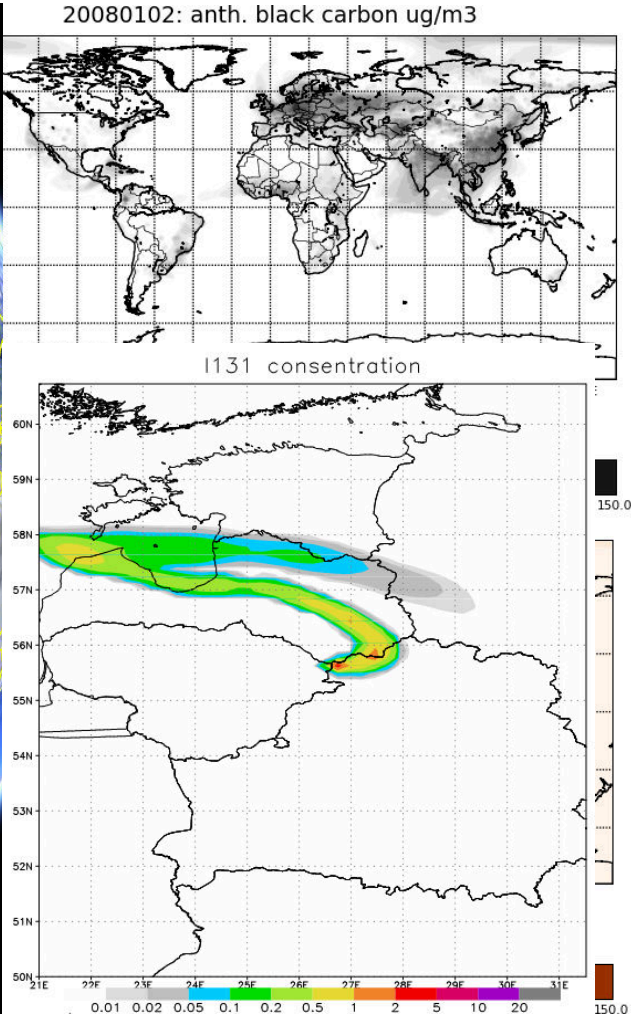 20080102: anth. black carbon ug/m3
I131 consentration
60N
59N
58N
57N
56N
55N
54N
53N
52N
51N
50N
21E 22E 23E 24E 25E 26E 27E 28E 29E 30E 31E
0.01 0.02 0.05 0.1 0.2 0.5 1 2 5 10 20
150.0
150.0